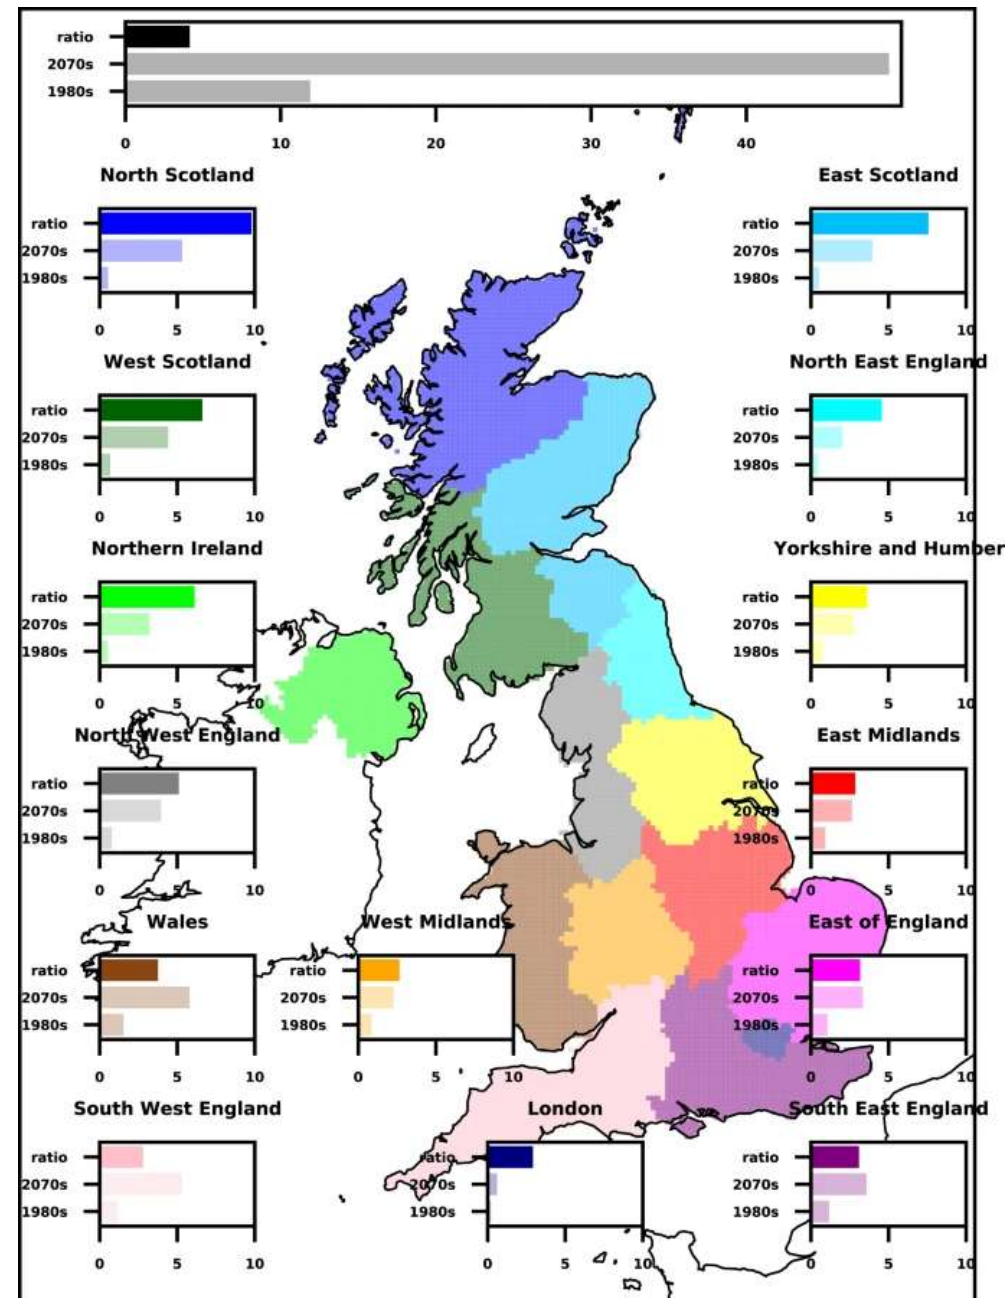 ratio
2070s
1980s
0 10 20 30 40
North Scotland East Scotland
ratio ratio
2070s 2070s
1980s 1980s
0 5 10 0 5 10
West Scotland North East England
ratio ratio
2070s 2070s
1980s 1980s
0 5 10 0 5 10
Northern Ireland Yorkshire and Humber
ratio ratio
2070s 2070s
1980s 1980s
0 5 10 0 5 10
North West England East Midlands
ratio ratio
2070s 2070s
1980s 1980s
0 5 10 0 5 10
Wales West Midlands East of England
ratio ratio ratio
2070s 2070s 2070s
1980s 1980s 1980s
0 5 10 0 5 10 0 5 10
South West England London South East England
ratio ratio ratio
2070s 2070s 2070s
1980s 1980s 1980s
0 5 10 0 5 10 0 5 10